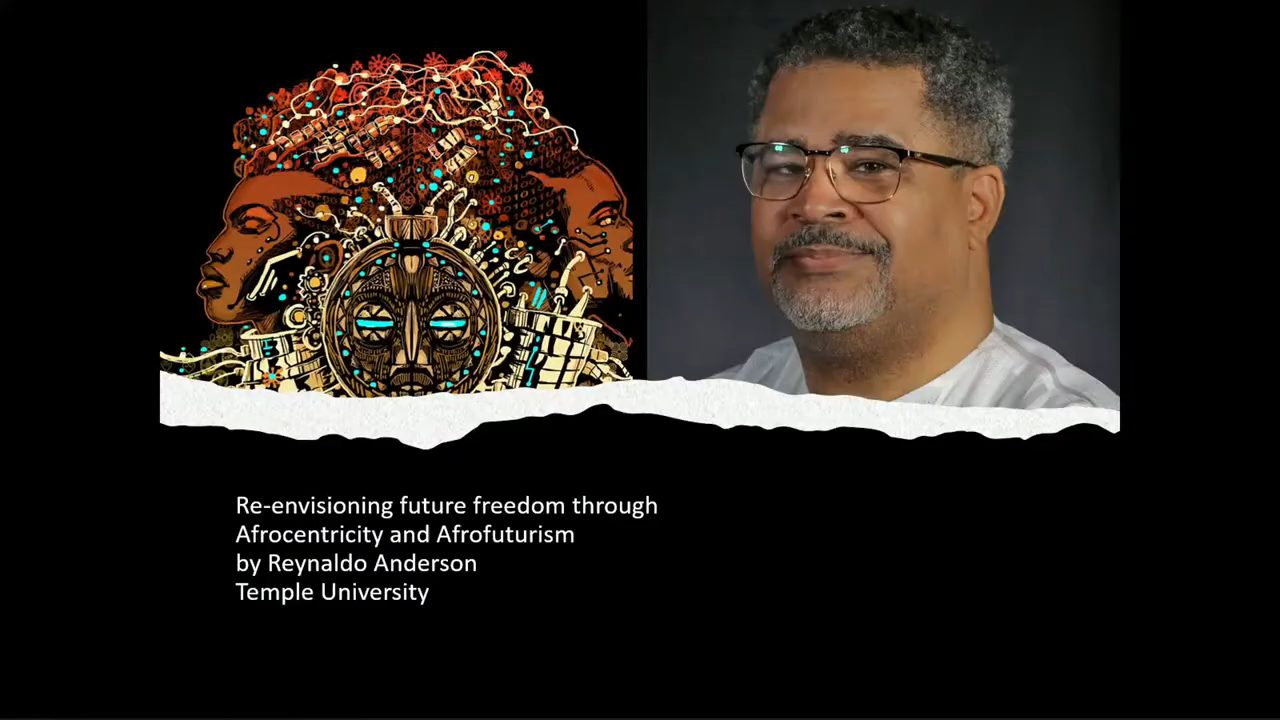 Re-envisioning future freedom through
Afrocentricity and Afrofuturism
by Reynaldo Anderson
Temple University